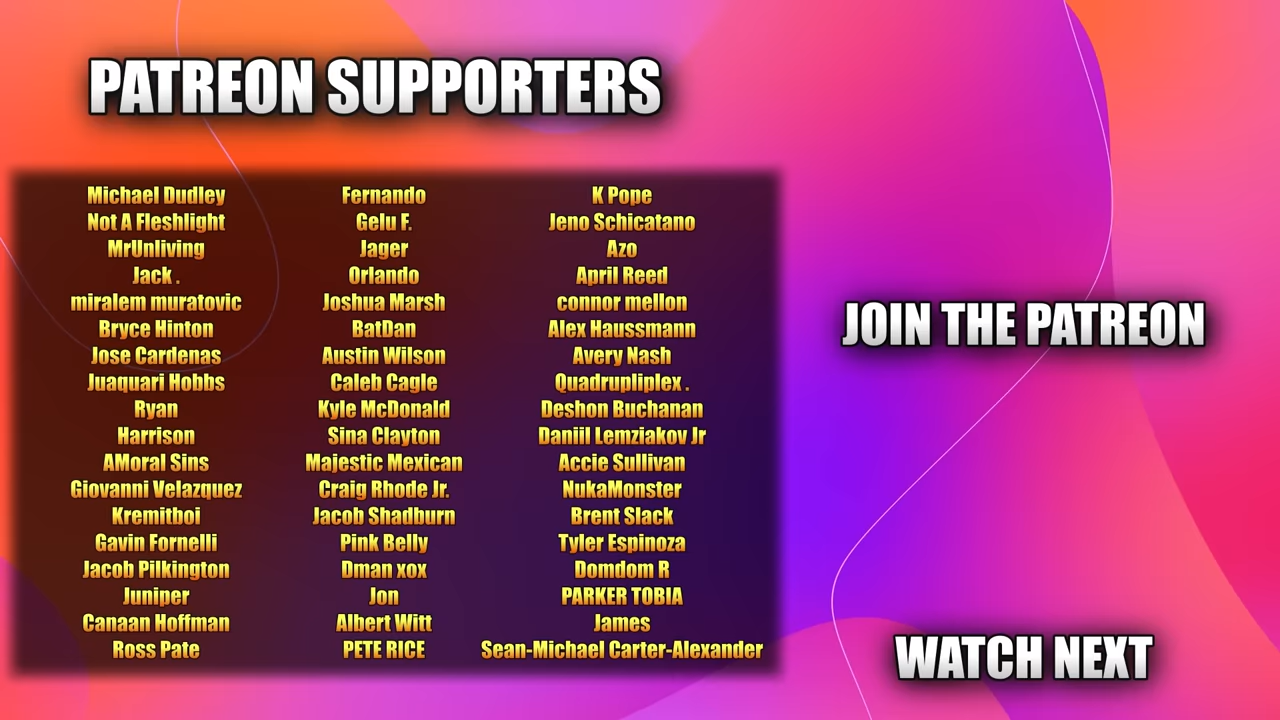 PATREON SUPPORTERS
Michael Dudley
Not A Fleshlight
MrUnliving
Jack .
miralem muratovic
Bryce Hinton
Jose Cardenas
Juaquari Hobbs
Ryan
Harrison
AMoral Sins
Giovanni Velazquez
Kremitboi
Gavin Fornelli
Jacob Pilkington
Juniper
Canaan Hoffman
Ross Pate
Fernando
Gelu F.
Jager
Orlando
Joshua Marsh
BatDan
Austin Wilson
Caleb Cagle
Kyle McDonald
Sina Clayton
Majestic Mexican
Craig Rhode Jr.
Jacob Shadburn
Pink Belly
Dman xox
Jon
Albert Witt
PETE RICE
K Pope
Jeno Schicatano
Azo
April Reed
connor mellon
Alex Haussmann
Avery Nash
Quadrupliplex .
Deshon Buchanan
Daniil Lemziakov Jr
Accie Sullivan
NukaMonster
Brent Slack
Tyler Espinoza
Domdom R
PARKER TOBIA
James
Sean-Michael Carter-Alexander
JOIN THE PATREON
WATCH NEXT